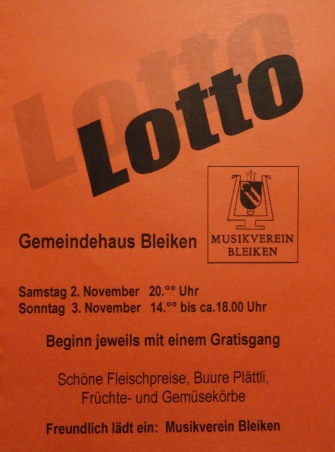 Lotto
Lotto
Gemeindehaus Bleiken
MUSIKVEREIN
BLEIKEN
Samstag 2. November 20.°° Uhr
Sonntag 3. November 14.°° bis ca.18.00 Uhr
Beginn jeweils mit einem Gratisgang
Schöne Fleischpreise, Buure Plättli,
Früchte- und Gemüsekörbe
Freundlich lädt ein: Musikverein Bleiken